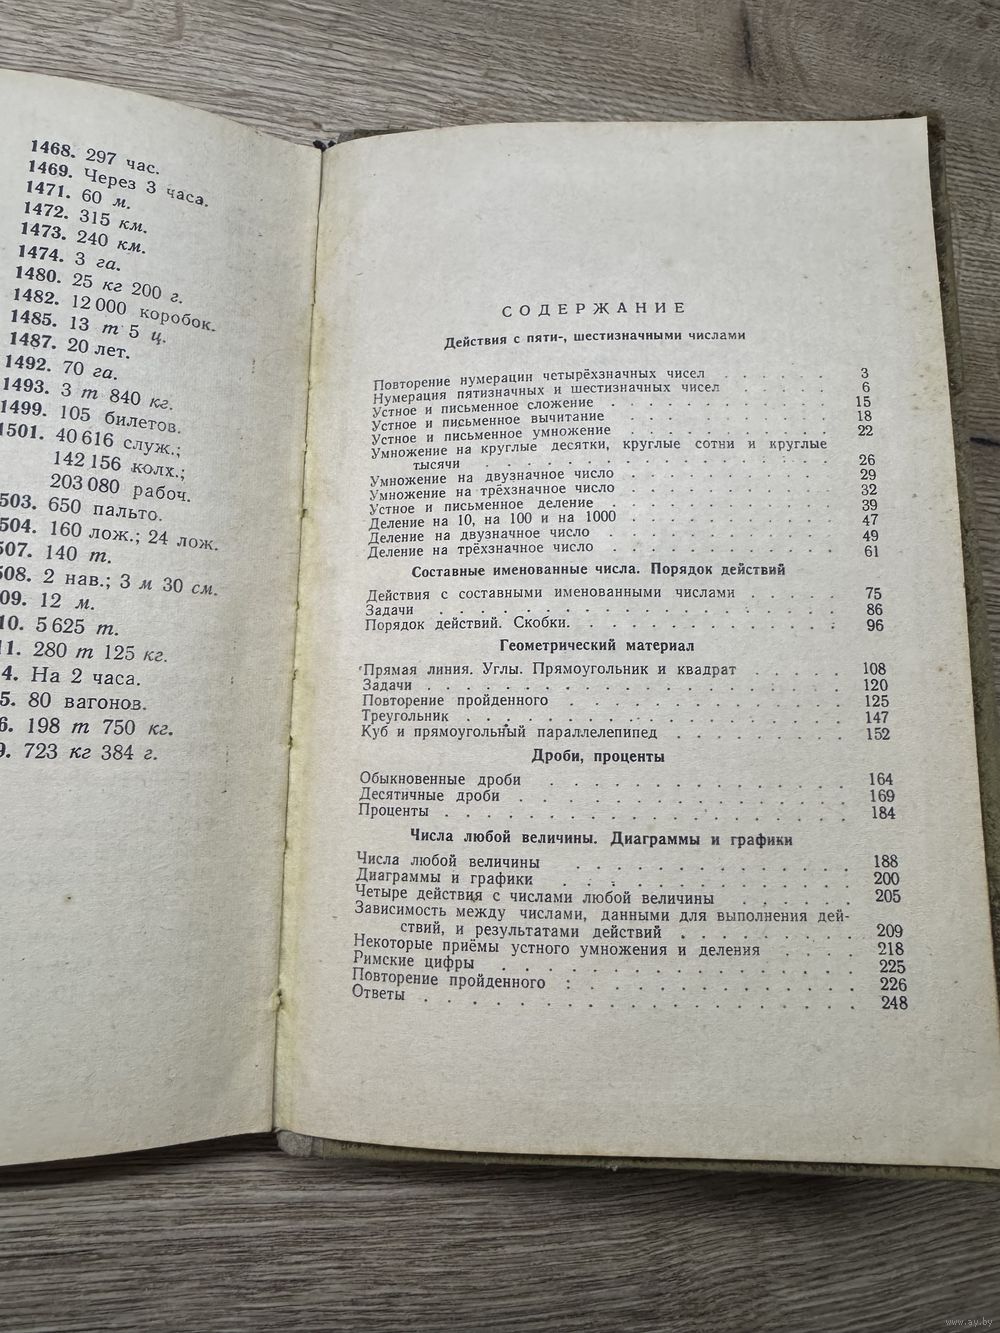 1468. 297 час.
1469. Через 3 часа.
1471. 60 м.
1472. 315 км.
1473. 240 км.
1474. 3 га.
1480. 25 кг 200 г.
1482. 12 000 коробок.
1485. 13 т 5 ц.
1487. 20 лет.
1492. 70 га.
1493. 3 т 840 кг.
1499. 105 билетов.
1501. 40 616 служ.;
142 156 колх.;
203 080 рабоч.
503. 650 пальто.
504. 160 лож.; 24 лож.
507. 140 т.
508. 2 нав.; 3 м 30 см.
09. 12 м.
10. 5 625 т.
11. 280 т 125 кг.
4. На 2 часа.
5. 80 вагонов.
6. 198 т 750 кг.
9. 723 кг 384 г.
СОДЕРЖАНИЕ
Действия с пяти-, шестизначными числами
Повторение нумерации четырёхзначных чисел . . . . . . . 3
Нумерация пятизначных и шестизначных чисел . . . . . . 6
Устное и письменное сложение . . . . . . . . . . . 15
Устное и письменное вычитание . . . . . . . . . . 18
Устное и письменное умножение . . . . . . . . . . 22
Умножение на круглые десятки, круглые сотни и круглые
тысячи . . . . . . . . . . . . . . . . . 26
Умножение на двузначное число . . . . . . . . . . 29
Умножение на трёхзначное число . . . . . . . . . . 32
Устное и письменное деление . . . . . . . . . . . 39
Деление на 10, на 100 и на 1000 . . . . . . . . . . 47
Деление на двузначное число . . . . . . . . . . . 49
Деление на трёхзначное число . . . . . . . . . . . 61
Составные именованные числа. Порядок действий
Действия с составными именованными числами . . . . . 75
Задачи . . . . . . . . . . . . . . . . . . 86
Порядок действий. Скобки. . . . . . . . . . . . . 96
Геометрический материал
Прямая линия. Углы. Прямоугольник и квадрат . . . . . 108
Задачи . . . . . . . . . . . . . . . . . . 120
Повторение пройденного . . . . . . . . . . . . . 125
Треугольник . . . . . . . . . . . . . . . . . 147
Куб и прямоугольный параллелепипед . . . . . . . . 152
Дроби, проценты
Обыкновенные дроби . . . . . . . . . . . . . . 164
Десятичные дроби . . . . . . . . . . . . . . . 169
Проценты . . . . . . . . . . . . . . . . . . 184
Числа любой величины. Диаграммы и графики
Числа любой величины . . . . . . . . . . . . . 188
Диаграммы и графики . . . . . . . . . . . . . 200
Четыре действия с числами любой величины . . . . . . 205
Зависимость между числами, данными для выполнения дей-
ствий, и результатами действий . . . . . . . . 209
Некоторые приёмы устного умножения и деления . . . . 218
Римские цифры . . . . . . . . . . . . . . . . 225
Повторение пройденного : . . . . . . . . . . . . 226
Ответы . . . . . . . . . . . . . . . . . . . 248
www.ay.by